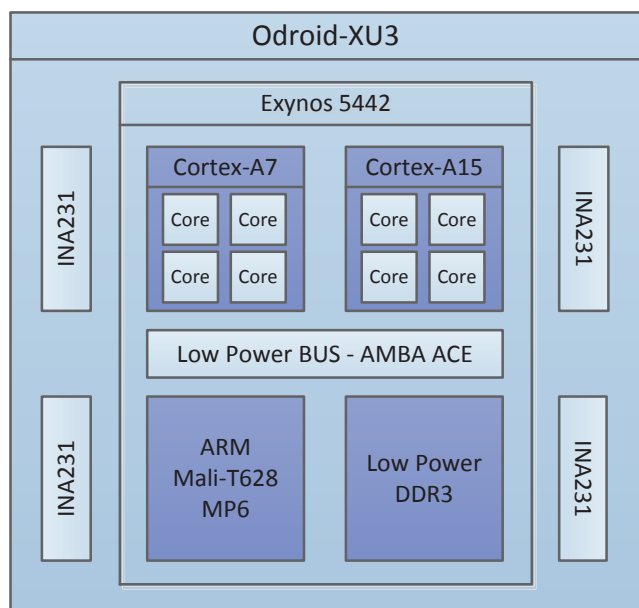 Odroid-XU3
Exynos 5442
INA231
Cortex-A7
Core Core
Core Core
Cortex-A15
Core Core
Core Core
INA231
Low Power BUS - AMBA ACE
INA231
ARM
Mali-T628
MP6
Low Power
DDR3
INA231